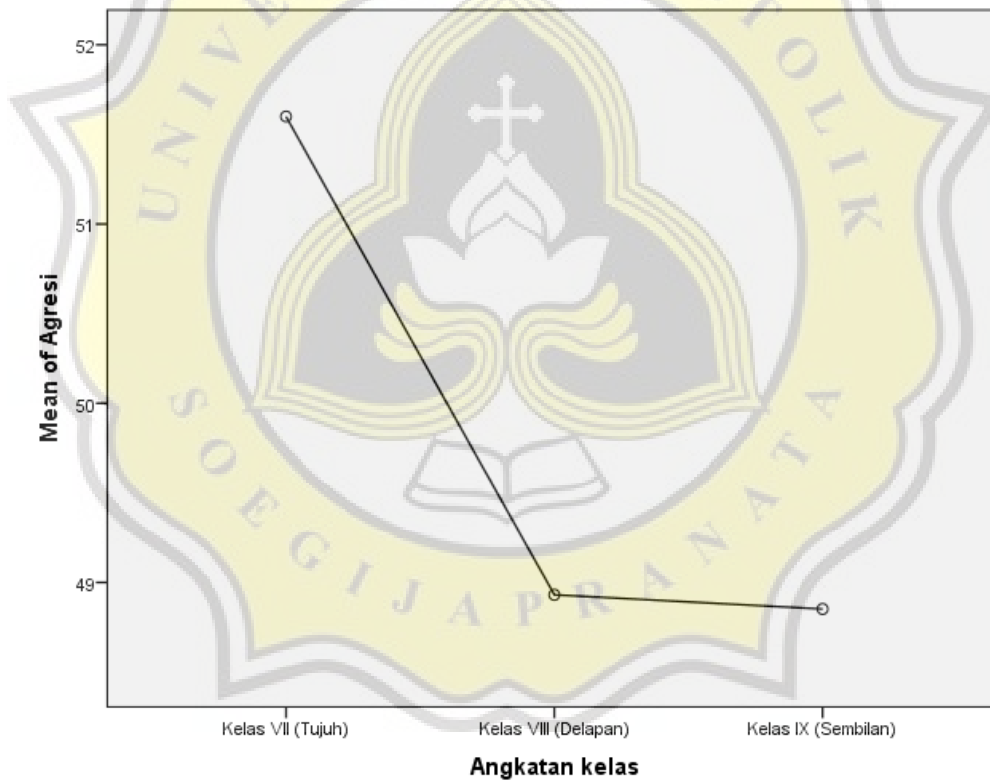 52
51
50
49
Mean of Agresi
Kelas VII (Tujuh)
Kelas VIII (Delapan)
Kelas IX (Sembilan)
Angkatan kelas
UNIVE
TOLIK
SOEGIJAPRANATA